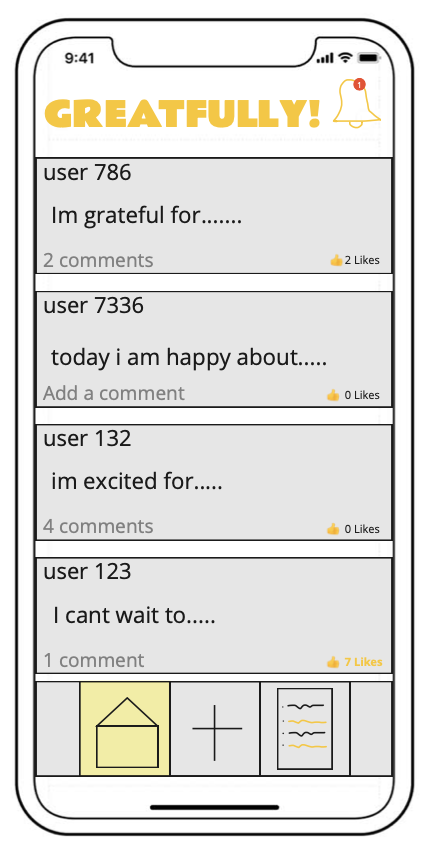 9:41
1
GREATFULLY!
user 786
Im grateful for.......
2 comments
👍2 Likes
user 7336
today i am happy about.....
Add a comment
👍 0 Likes
user 132
im excited for.....
4 comments
👍 0 Likes
user 123
I cant wait to.....
1 comment
👍 7 Likes